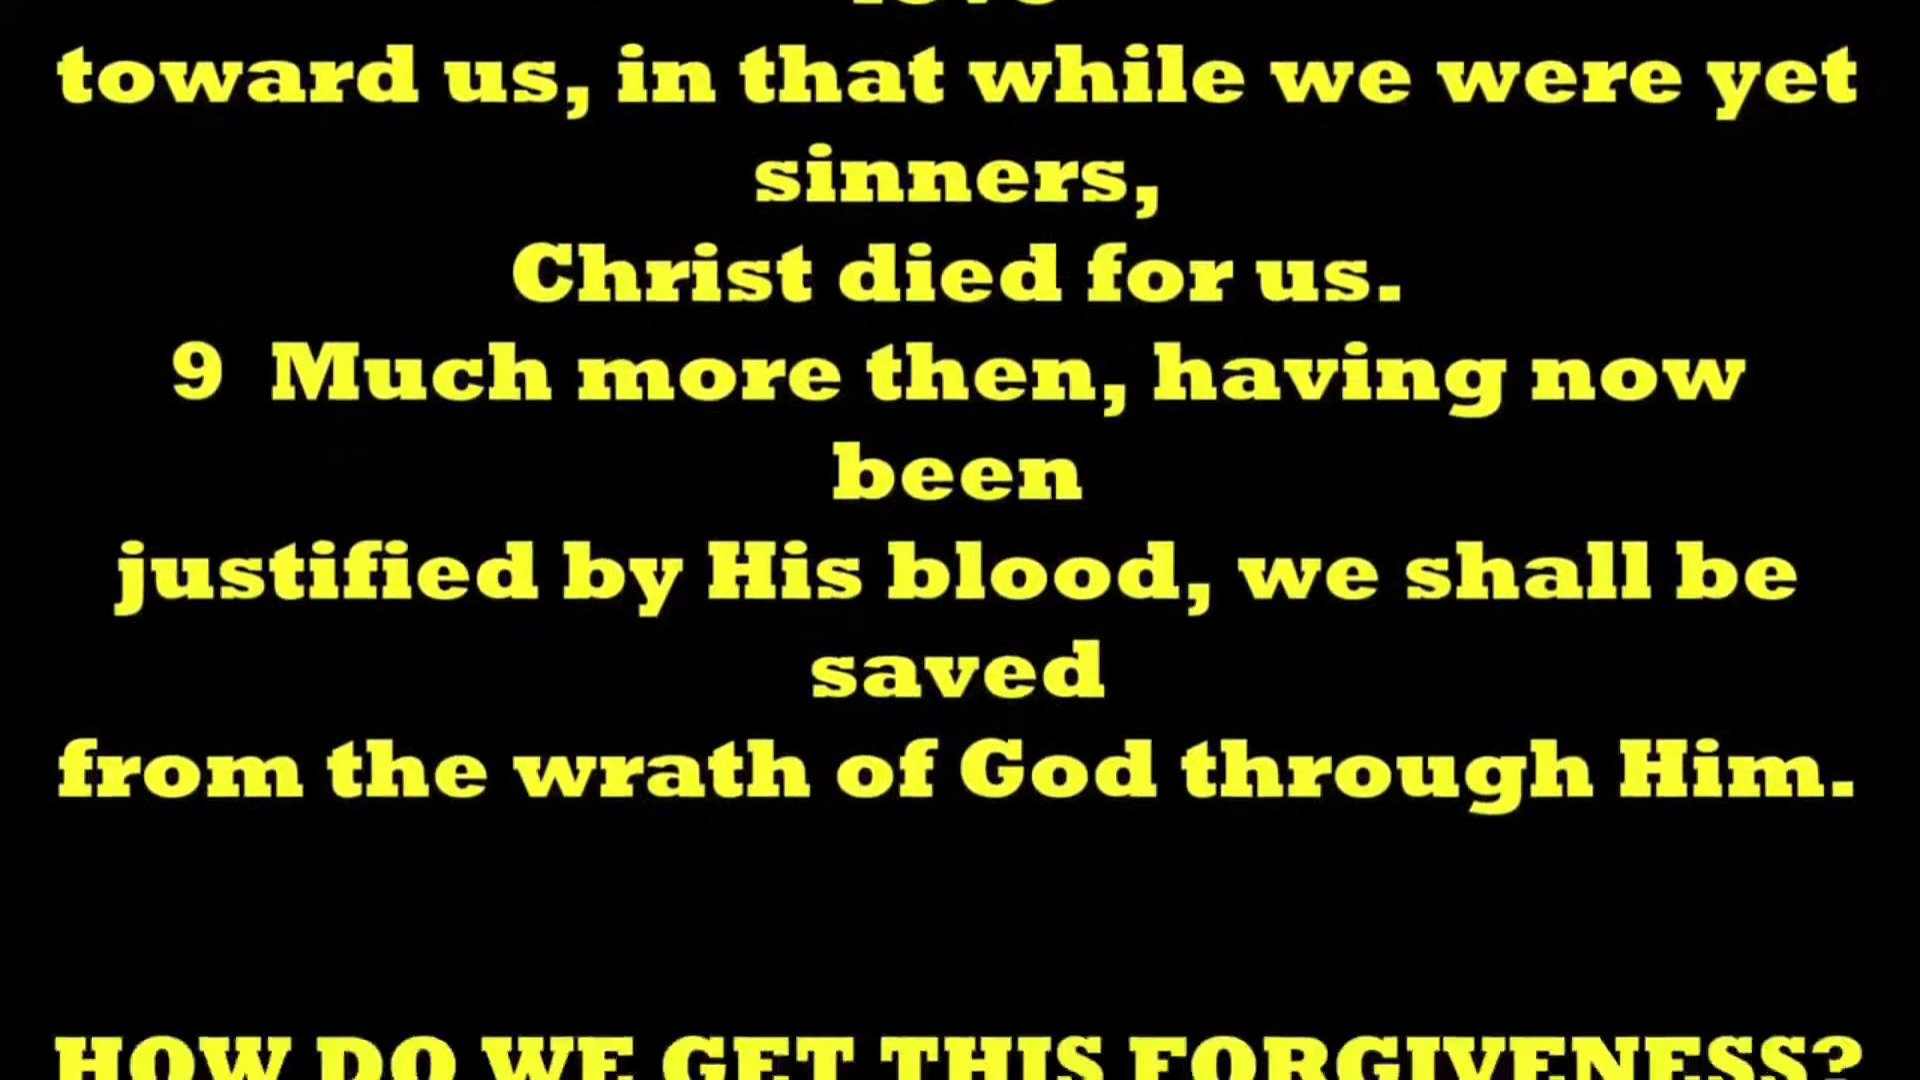 toward us, in that while we were yet
sinners,
Christ died for us.
9 Much more then, having now
been
justified by His blood, we shall be
saved
from the wrath of God through Him.
HOW DO WE GET THIS FORGIVENESS?